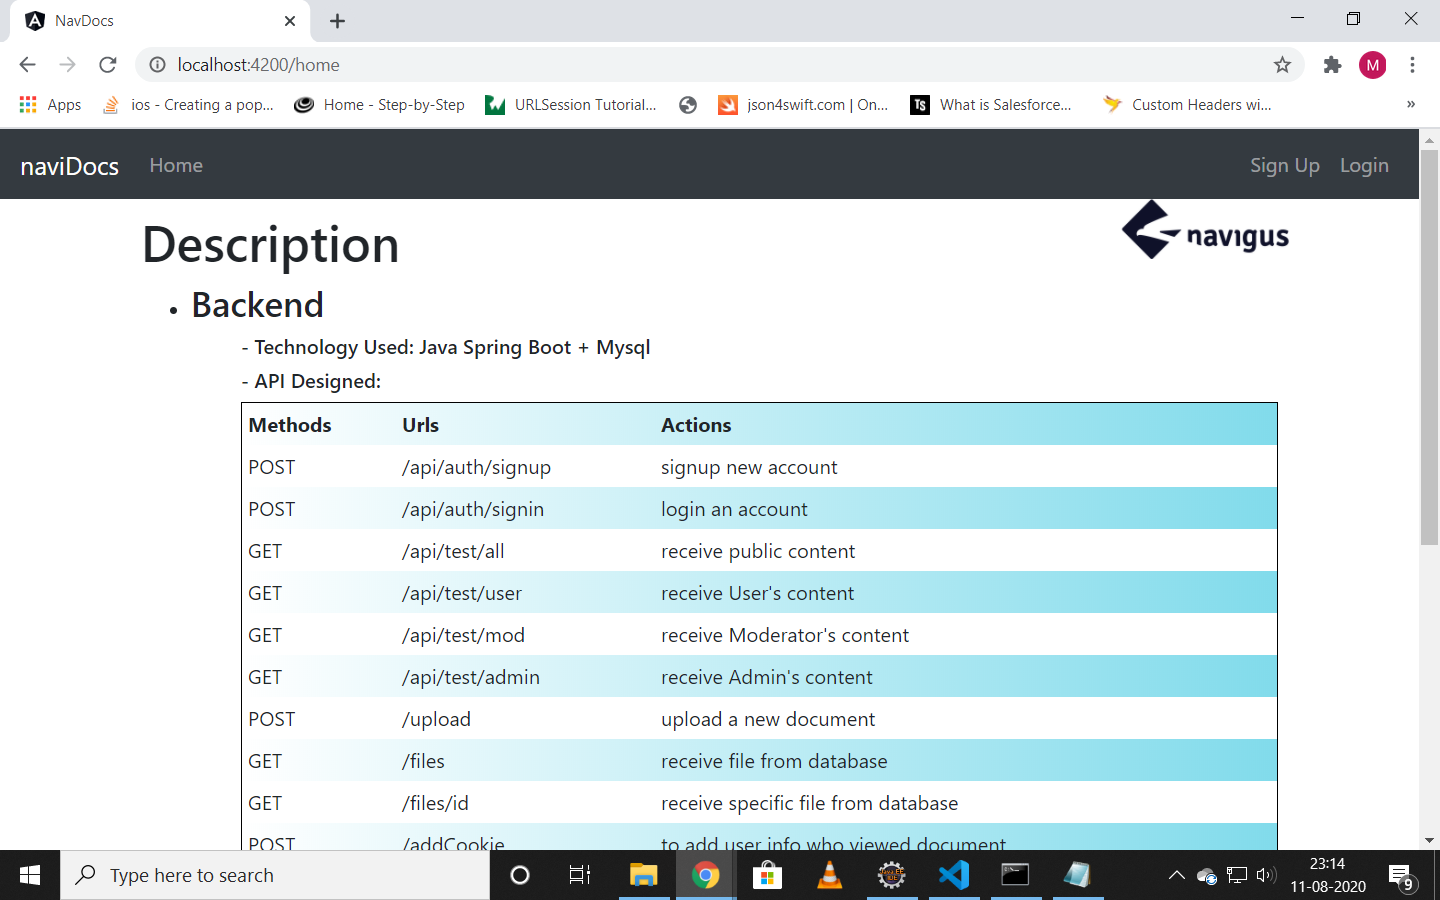 NavDocs
localhost:4200/home
M
Apps ios - Creating a pop... Home - Step-by-Step URLSession Tutorial... json4swift.com | On... TS What is Salesforce... Custom Headers wi... »
naviDocs Home Sign Up Login
navigus
Description
• Backend
- Technology Used: Java Spring Boot + Mysql
- API Designed:
Methods Urls Actions
POST /api/auth/signup signup new account
POST /api/auth/signin login an account
GET /api/test/all receive public content
GET /api/test/user receive User's content
GET /api/test/mod receive Moderator's content
GET /api/test/admin receive Admin's content
POST /upload upload a new document
GET /files receive file from database
GET /files/id receive specific file from database
POST /addCookie to add user info who viewed document
Type here to search
23:14
11-08-2020
9